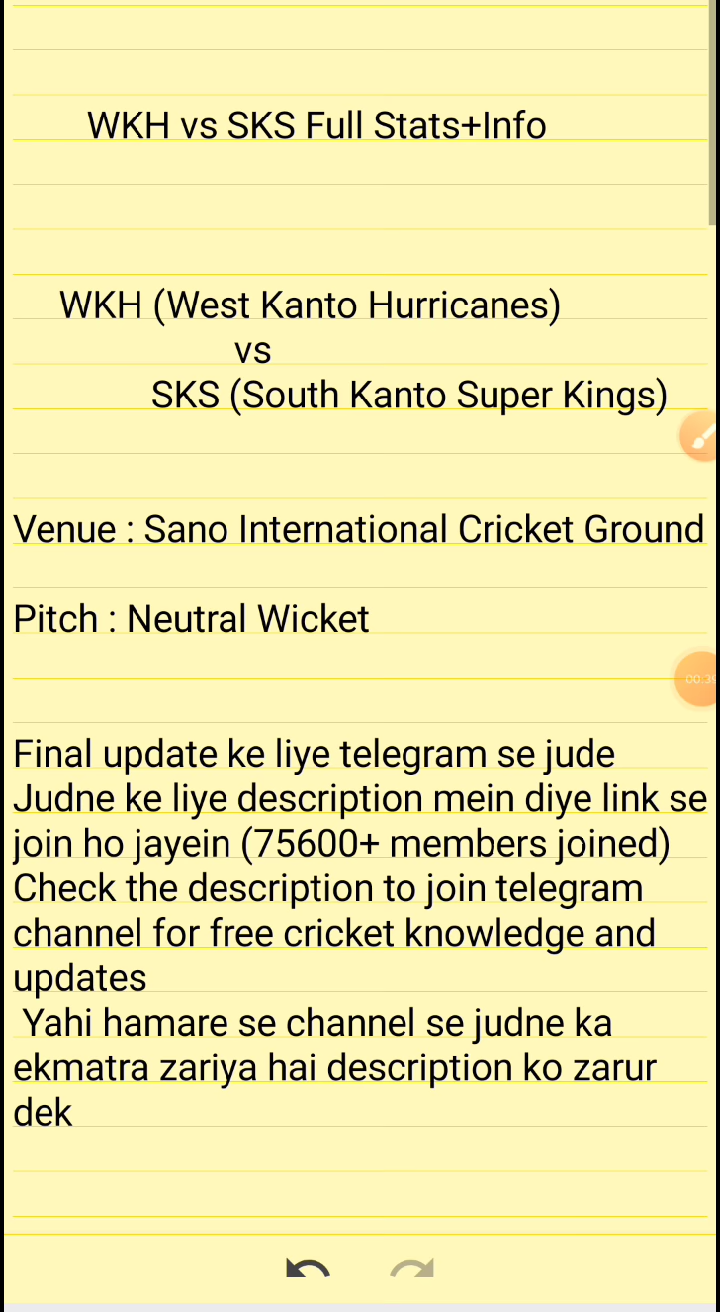 WKH vs SKS Full Stats+Info
WKH (West Kanto Hurricanes)
vs
SKS (South Kanto Super Kings)
Venue : Sano International Cricket Ground
Pitch : Neutral Wicket
00:39
Final update ke liye telegram se jude
Judne ke liye description mein diye link se
join ho jayein (75600+ members joined)
Check the description to join telegram
channel for free cricket knowledge and
updates
Yahi hamare se channel se judne ka
ekmatra zariya hai description ko zarur
dek